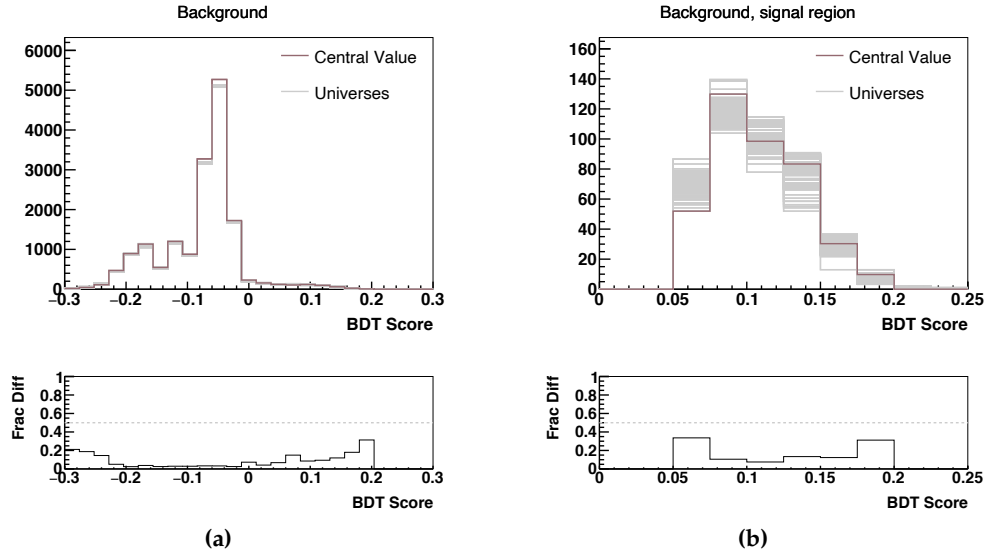 Background
6000
5000
4000
3000
2000
1000
0
Central Value
Universes
−0.3 −0.2 −0.1 0 0.1 0.2 0.3
BDT Score
1
0.8
0.6
0.4
0.2
0
Frac Diff
−0.3 −0.2 −0.1 0 0.1 0.2 0.3
BDT Score
(a)
Background, signal region
160
140
120
100
80
60
40
20
0
Central Value
Universes
0 0.05 0.1 0.15 0.2 0.25
BDT Score
1
0.8
0.6
0.4
0.2
0
Frac Diff
0 0.05 0.1 0.15 0.2 0.25
BDT Score
(b)